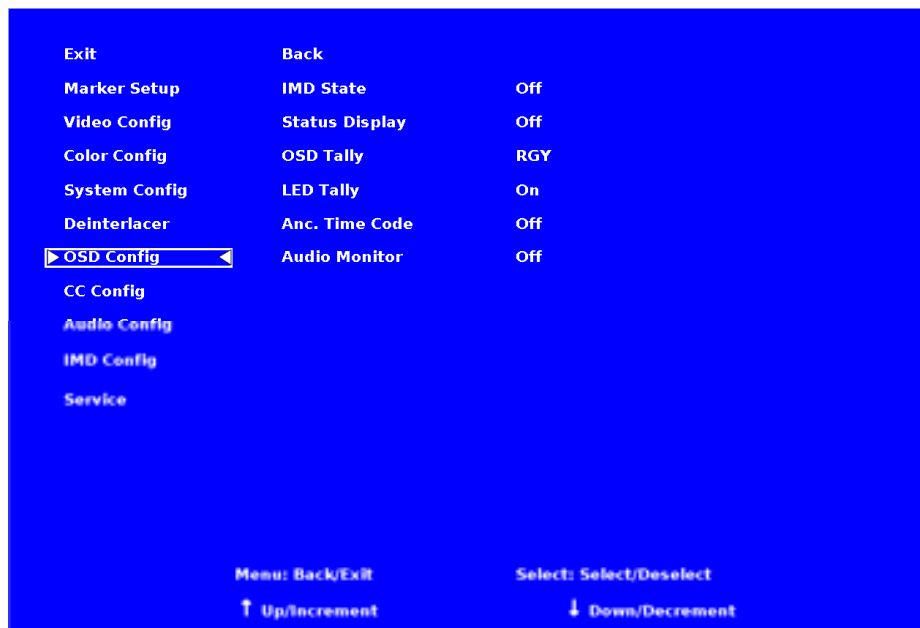 Exit Back
Marker Setup IMD State Off
Video Config Status Display Off
Color Config OSD Tally RGY
System Config LED Tally On
Deinterlacer Anc. Time Code Off
OSD Config Audio Monitor Off
CC Config
Audio Config
IMD Config
Service
Menu: Back/Exit Select: Select/Deselect
↑ Up/Increment ↓ Down/Decrement